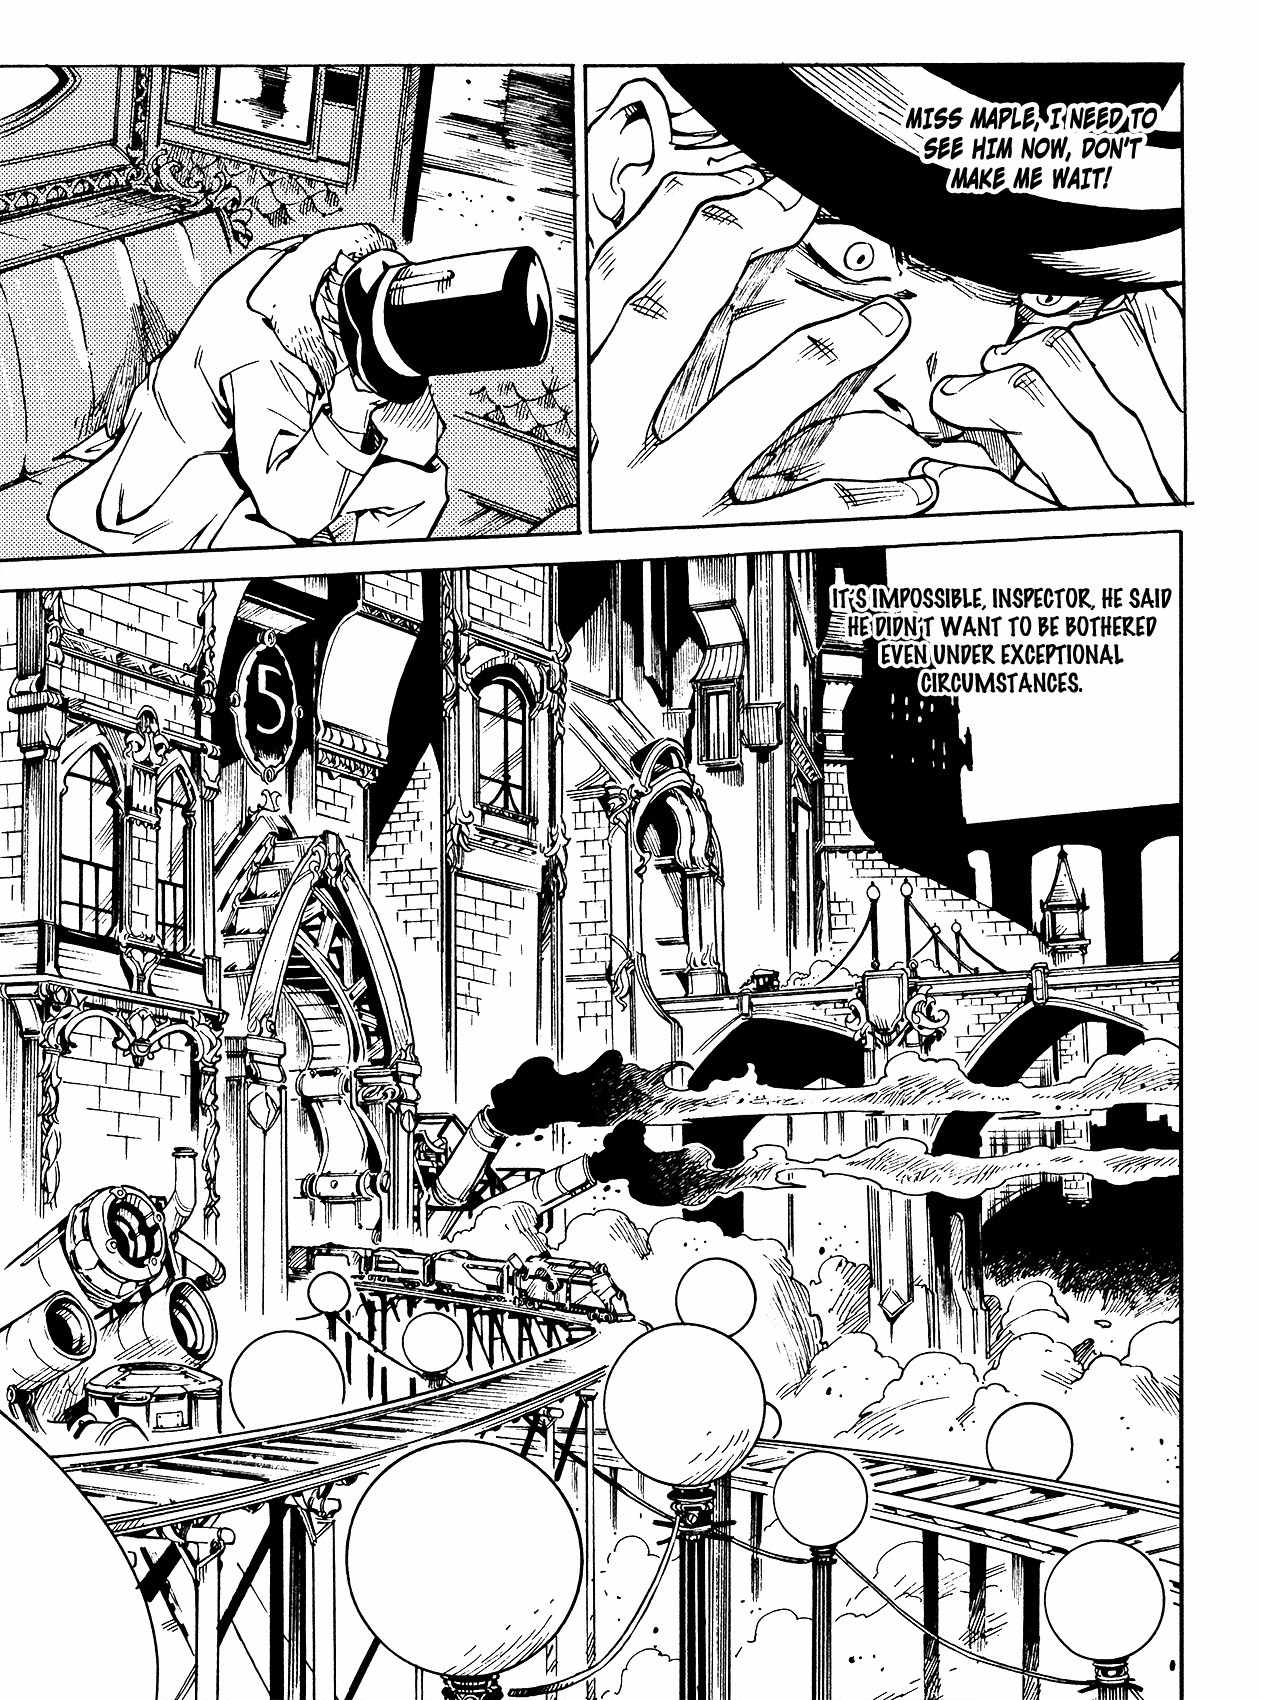 MISS MAPLE, I NEED TO
SEE HIM NOW, DON'T
MAKE ME WAIT!
IT'S IMPOSSIBLE, INSPECTOR, HE SAID
HE DIDN'T WANT TO BE BOTHERED
EVEN UNDER EXCEPTIONAL
CIRCUMSTANCES.
5